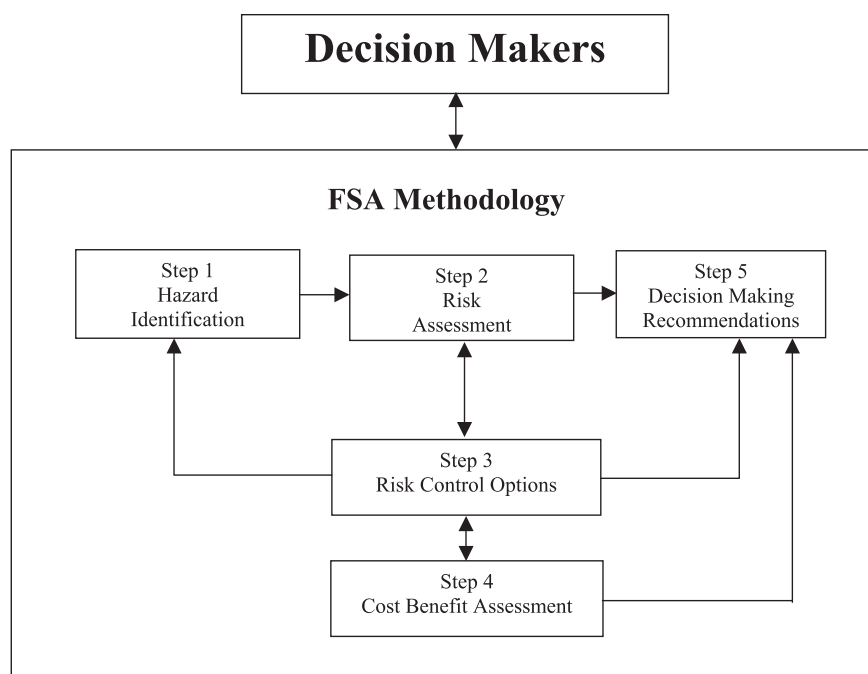 Decision Makers
FSA Methodology
Step 1
Hazard
Identification
Step 2
Risk
Assessment
Step 5
Decision Making
Recommendations
Step 3
Risk Control Options
Step 4
Cost Benefit Assessment